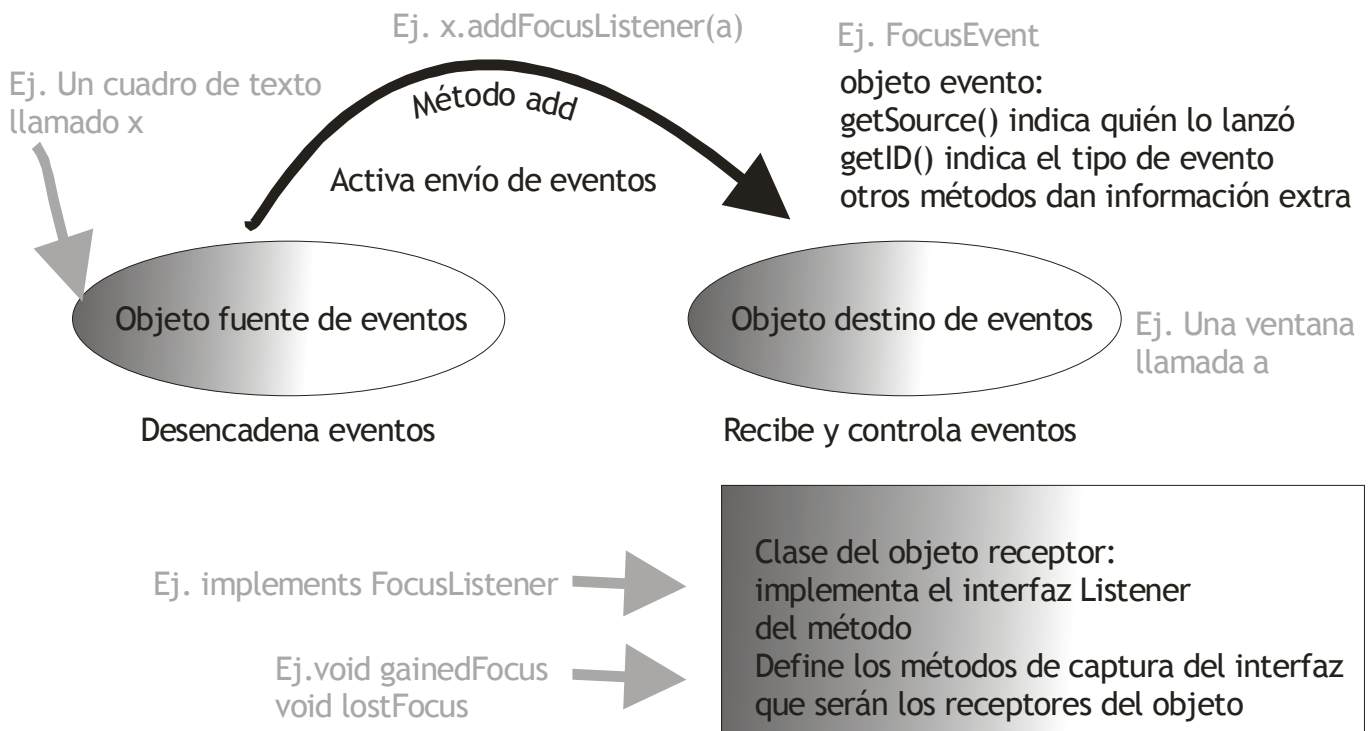 Ej. x.addFocusListener(a)
Ej. FocusEvent
Ej. Un cuadro de texto
llamado x
Método add
Activa envío de eventos
objeto evento:
getSource() indica quién lo lanzó
getID() indica el tipo de evento
otros métodos dan información extra
Objeto fuente de eventos
Objeto destino de eventos
Ej. Una ventana
llamada a
Desencadena eventos
Recibe y controla eventos
Ej. implements FocusListener
Ej.void gainedFocus
void lostFocus
Clase del objeto receptor:
implementa el interfaz Listener
del método
Define los métodos de captura del interfaz
que serán los receptores del objeto